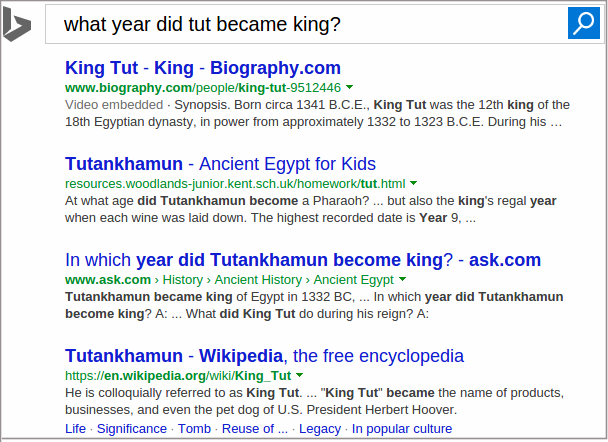 what year did tut became king?
King Tut - King - Biography.com
www.biography.com/people/king-tut-9512446
Video embedded · Synopsis. Born circa 1341 B.C.E., King Tut was the 12th king of the
18th Egyptian dynasty, in power from approximately 1332 to 1323 B.C.E. During his ...
Tutankhamun - Ancient Egypt for Kids
resources.woodlands-junior.kent.sch.uk/homework/tut.html
At what age did Tutankhamun become a Pharaoh? ... but also the king's regal year
when each wine was laid down. The highest recorded date is Year 9, ...
In which year did Tutankhamun become king? - ask.com
www.ask.com › History › Ancient History › Ancient Egypt
Tutankhamun became king of Egypt in 1332 BC, ... In which year did Tutankhamun
become king? A: ... What did King Tut do during his reign? A:
Tutankhamun - Wikipedia, the free encyclopedia
https://en.wikipedia.org/wiki/King_Tut
He is colloquially referred to as King Tut. ... "King Tut" became the name of products,
businesses, and even the pet dog of U.S. President Herbert Hoover.
Life · Significance · Tomb · Reuse of ... · Legacy · In popular culture